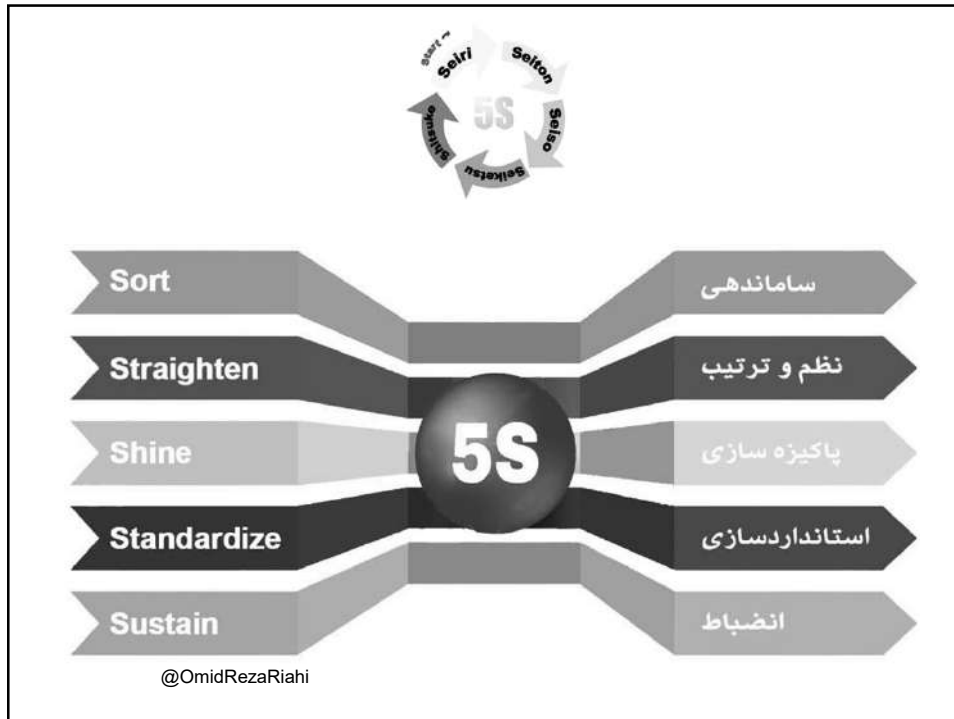 Start
Seiri
Seiton
Seiso
Seiketsu
Shitsuke
5S
Sort
ساماندهی
Straighten
نظم و ترتیب
Shine
پاکیزه سازی
Standardize
استانداردسازی
Sustain
انضباط
5S
@OmidRezaRiahi